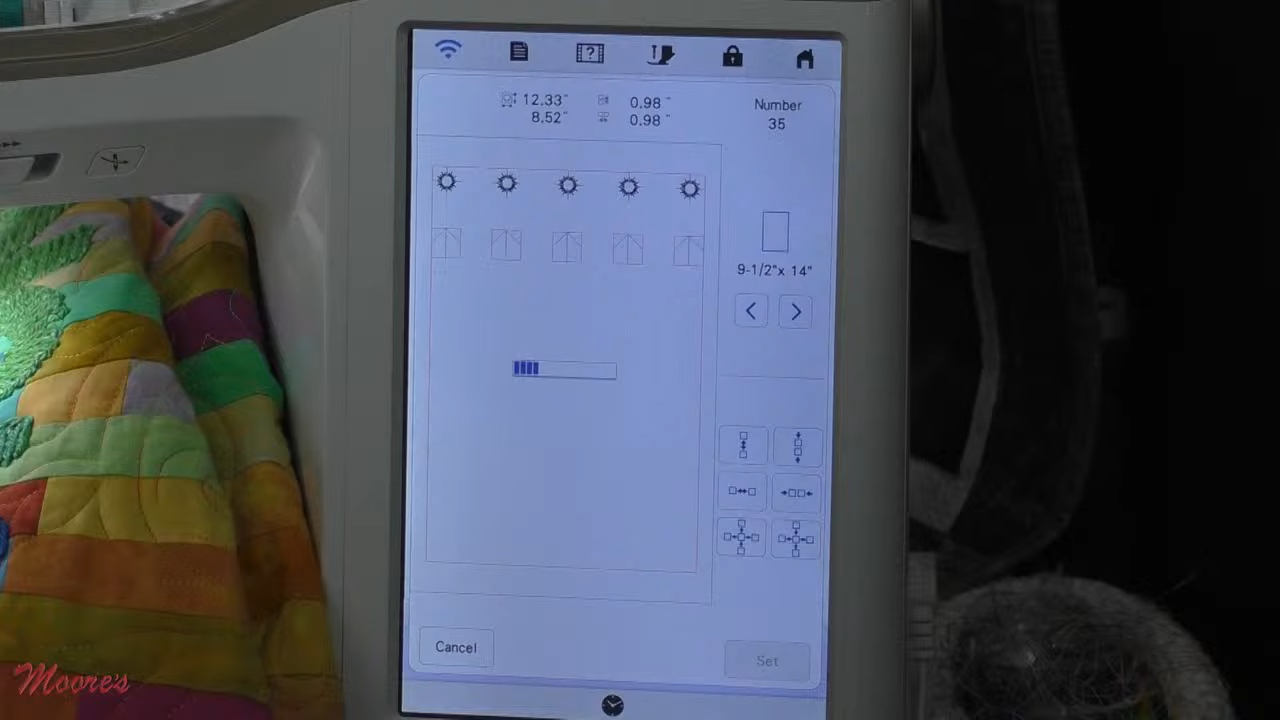 12.33" 0.98 "
8.52" 0.98 "
Number
35
9-1/2"x 14"
Cancel
Set
Moore's